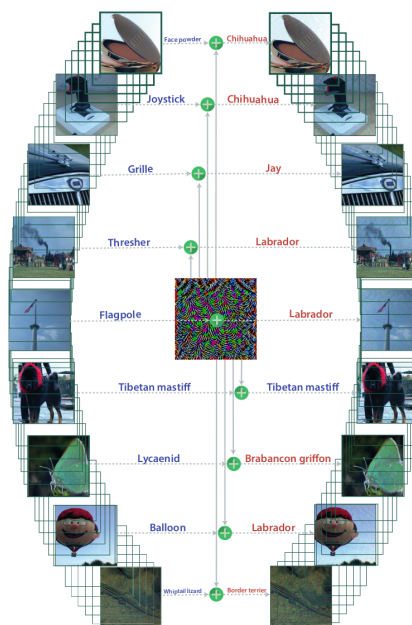 Face powder
Chihuahua
Joystick
Chihuahua
Grille
Jay
Thresher
Labrador
Flagpole
Labrador
Tibetan mastiff
Tibetan mastiff
Lycaenid
Brabancon griffon
Balloon
Labrador
Whiptail lizard
Border terrier